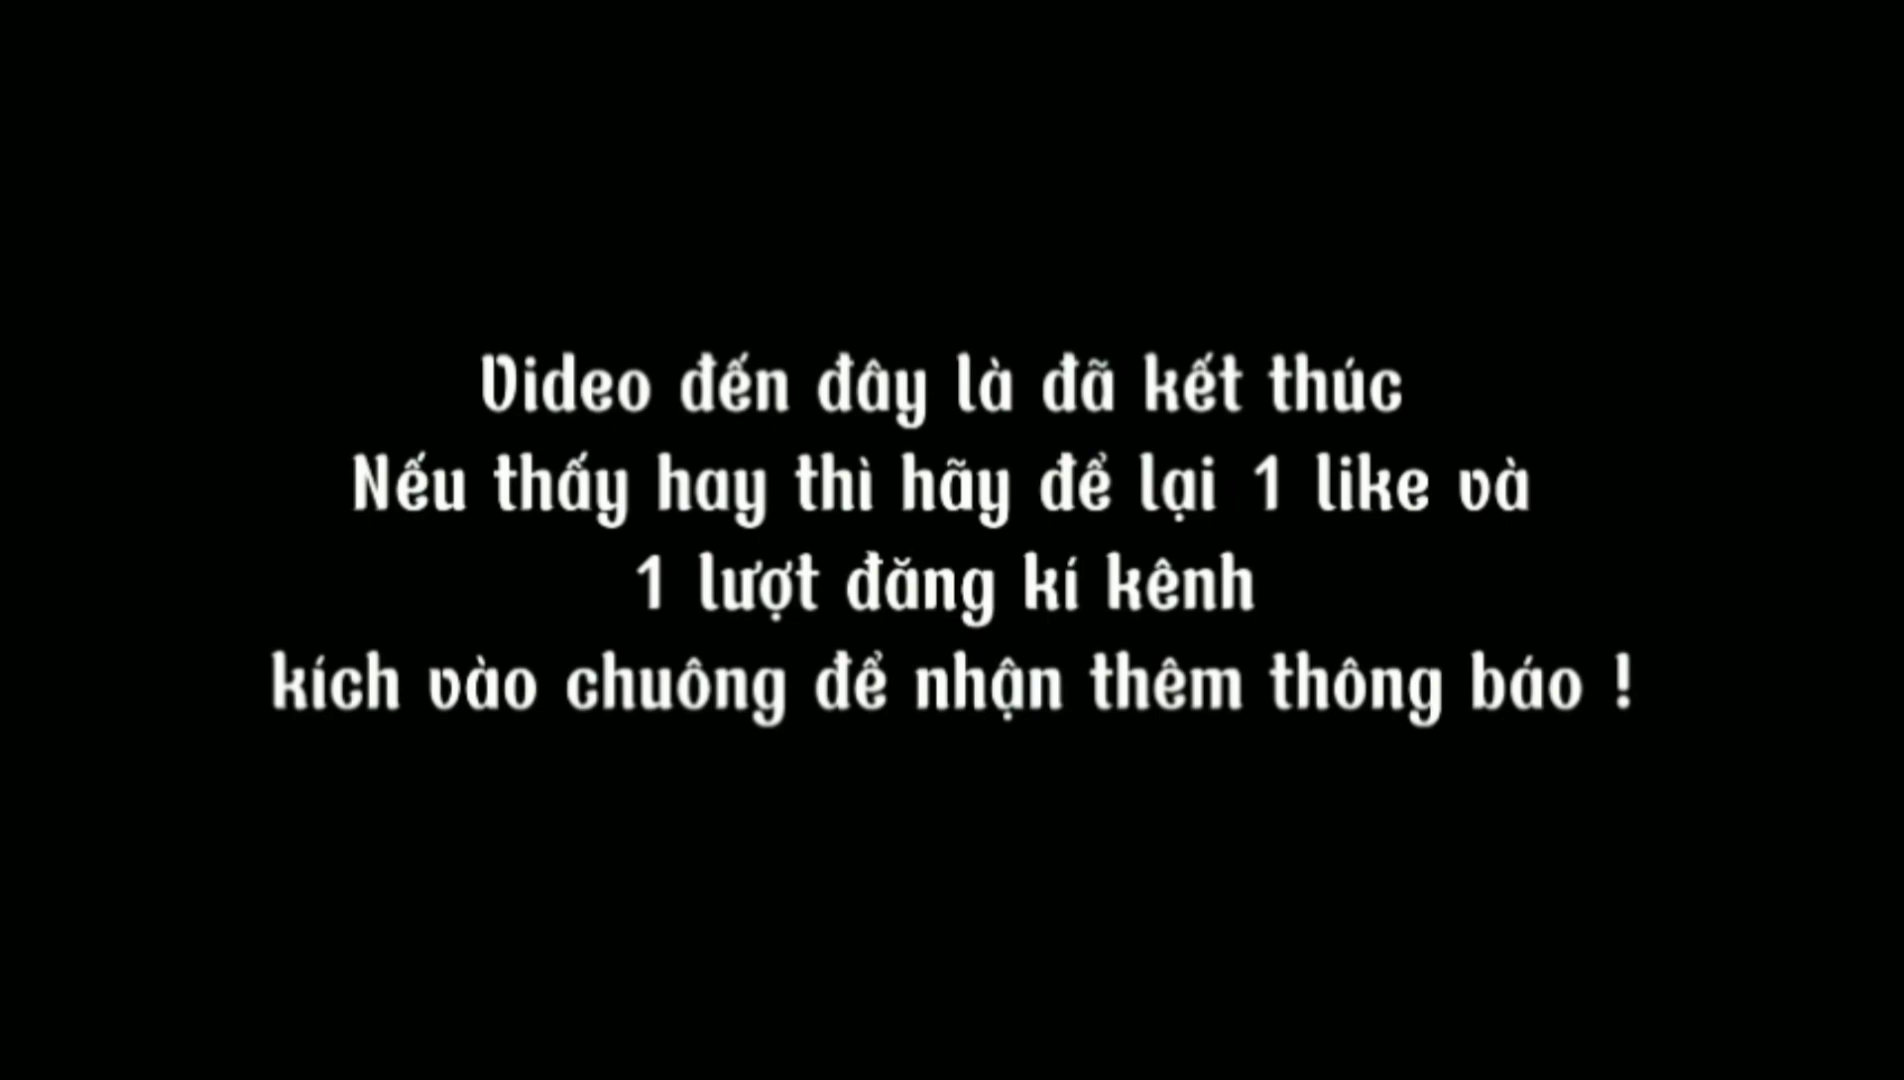 Video đến đây là đã kết thúc
Nếu thấy hay thì hãy để lại 1 like và
1 lượt đăng kí kênh
kích vào chuông để nhận thêm thông báo !